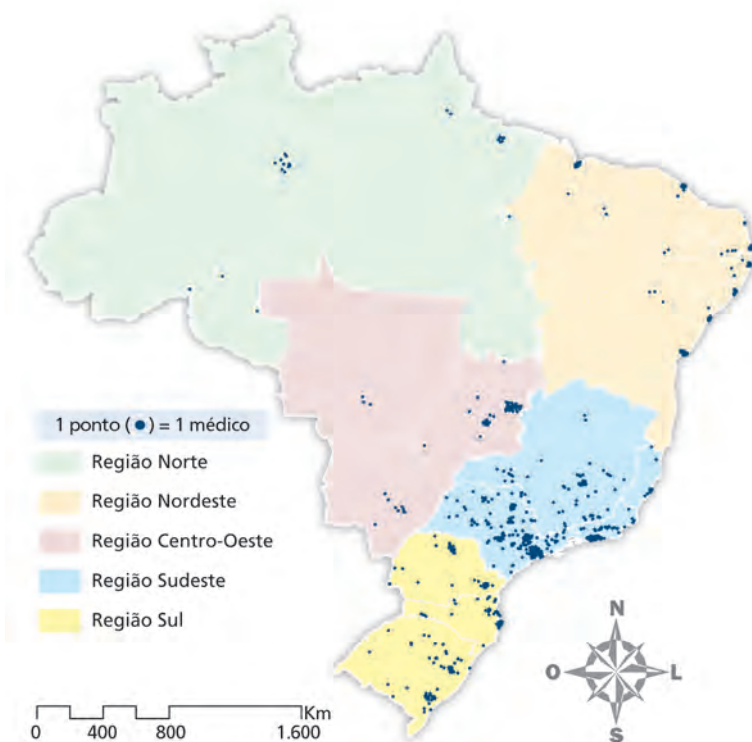 1 ponto (●) = 1 médico
Região Norte
Região Nordeste
Região Centro-Oeste
Região Sudeste
Região Sul
Km
0 400 800 1.600
N
O L
S